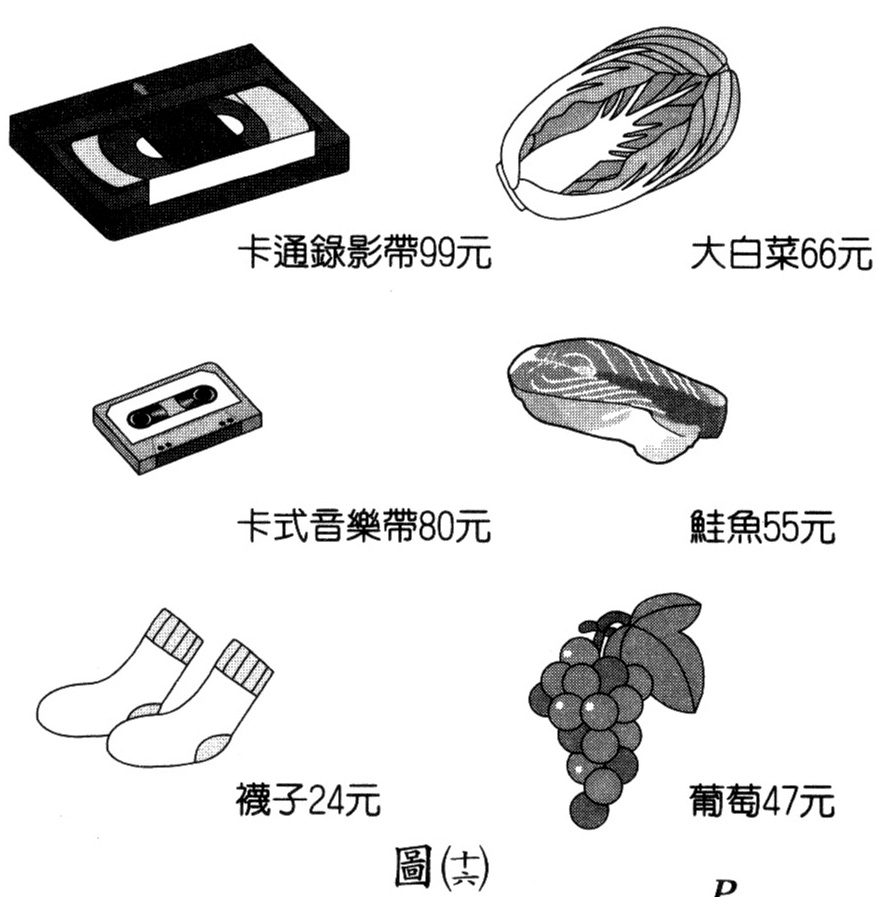 卡通錄影帶99元
大白菜66元
卡式音樂帶80元
鮭魚55元
襪子24元
葡萄47元
圖(十六)
P